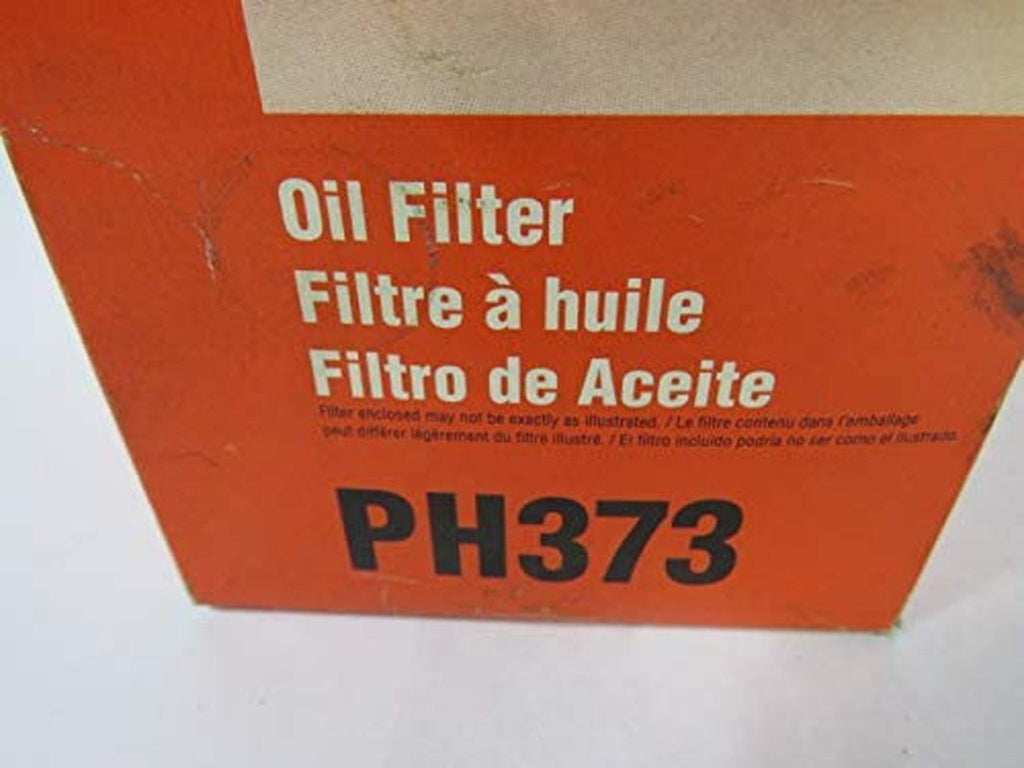 Oil Filter
Filtre à huile
Filtro de Aceite
Filter enclosed may not be exactly as illustrated. / Le filtre contenu dans l'emballage
peut différer légèrement du filtre illustré. / El filtro incluido podría no ser como el ilustrado.
PH373